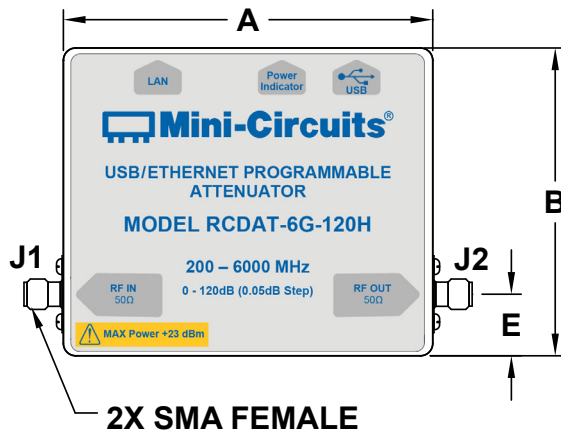 A
LAN
Power
Indicator
USB
Mini-Circuits®
USB/ETHERNET PROGRAMMABLE
ATTENUATOR
B
MODEL RCDAT-6G-120H
J1
J2
200 – 6000 MHz
RF IN
50Ω
0 - 120dB (0.05dB Step)
RF OUT
50Ω
E
MAX Power +23 dBm
2X SMA FEMALE